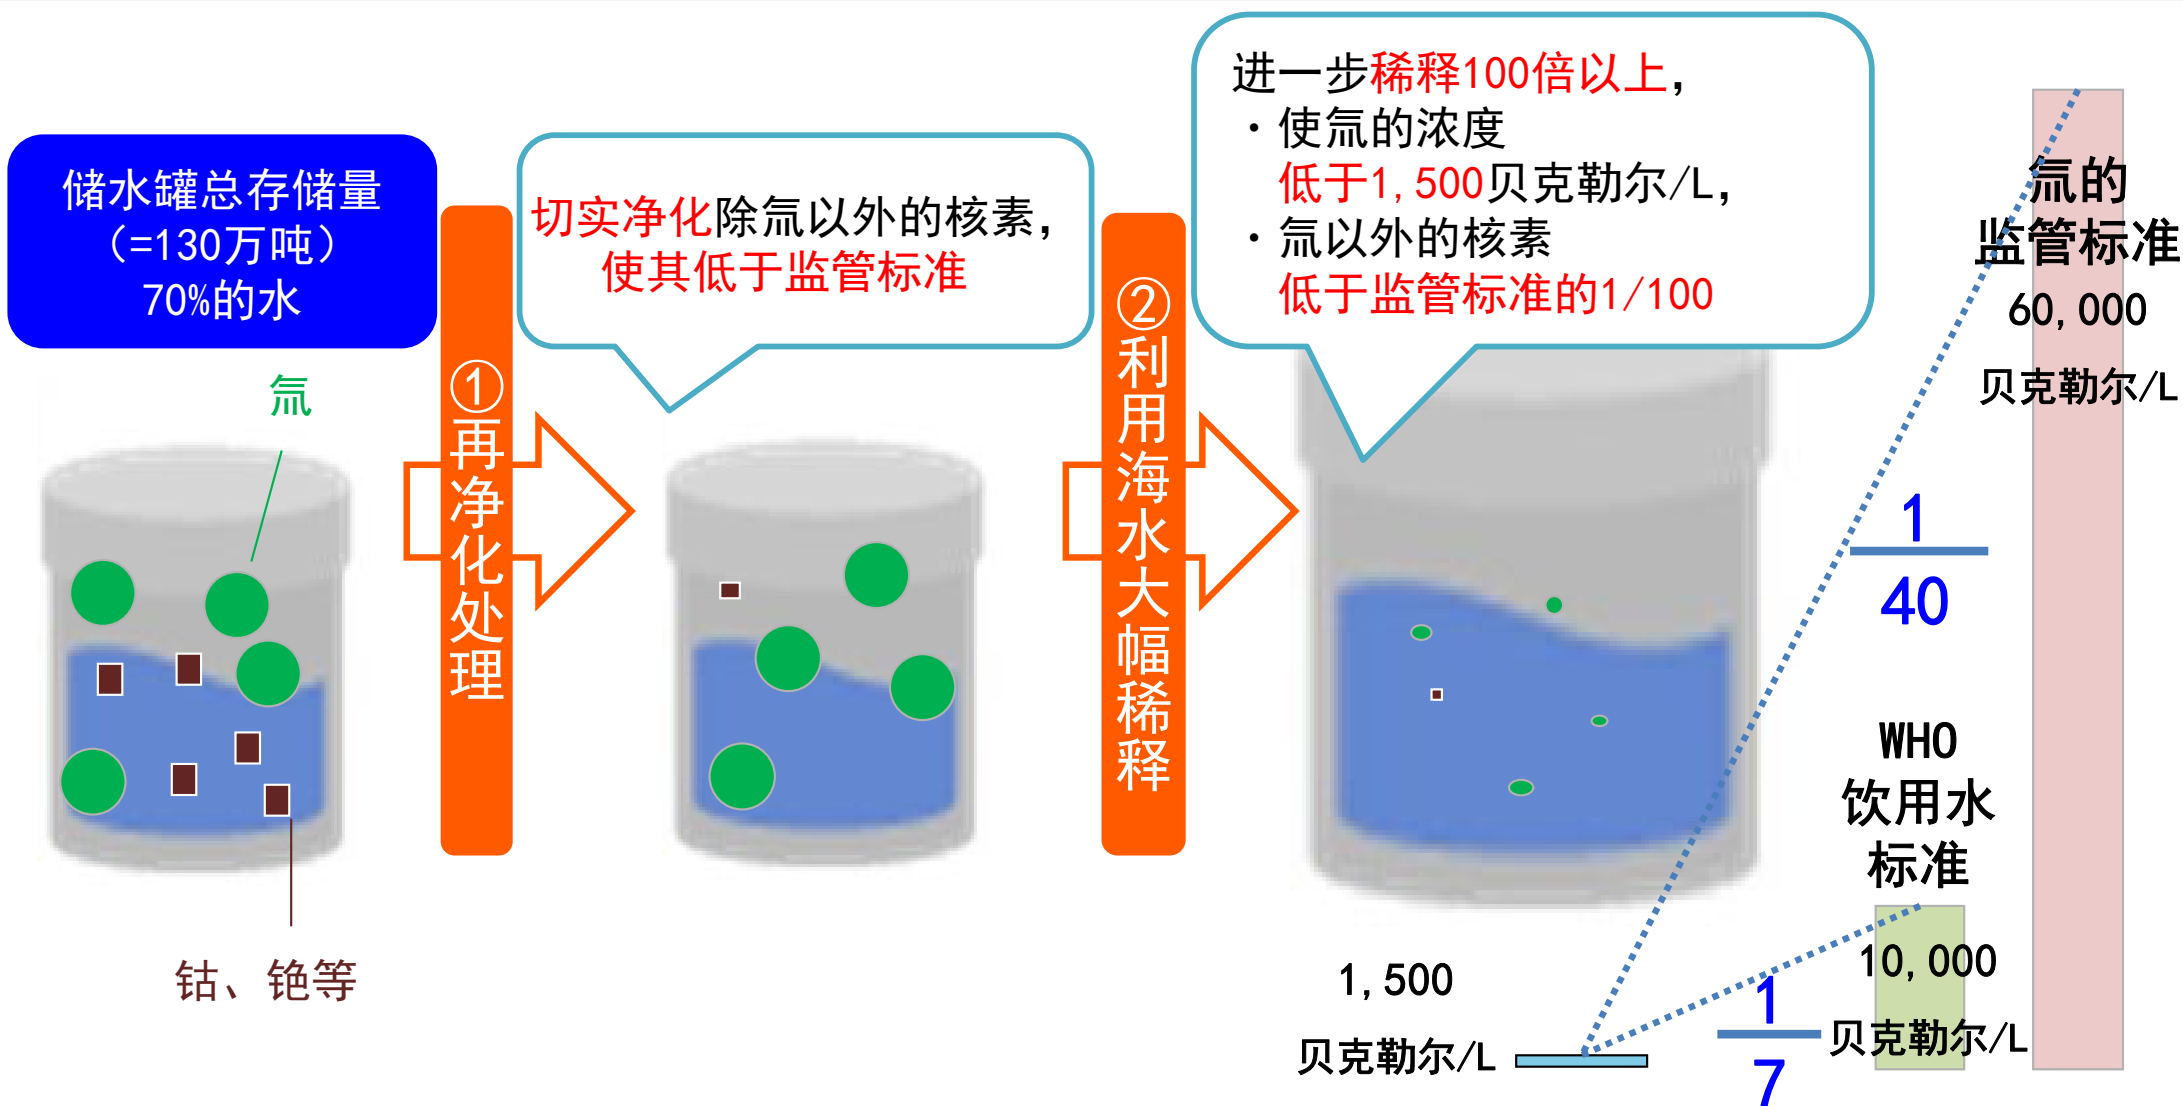 储水罐总存储量
（=130万吨）
70%的水
氚
钴、铯等
①再净化处理
切实净化除氚以外的核素，
使其低于监管标准
②利用海水大幅稀释
进一步稀释100倍以上，
・使氚的浓度
低于1,500贝克勒尔/L，
・氚以外的核素
低于监管标准的1/100
氚的
监管标准
60,000
贝克勒尔/L
1
40
WHO
饮用水
标准
10,000
贝克勒尔/L
1
7
1,500
贝克勒尔/L